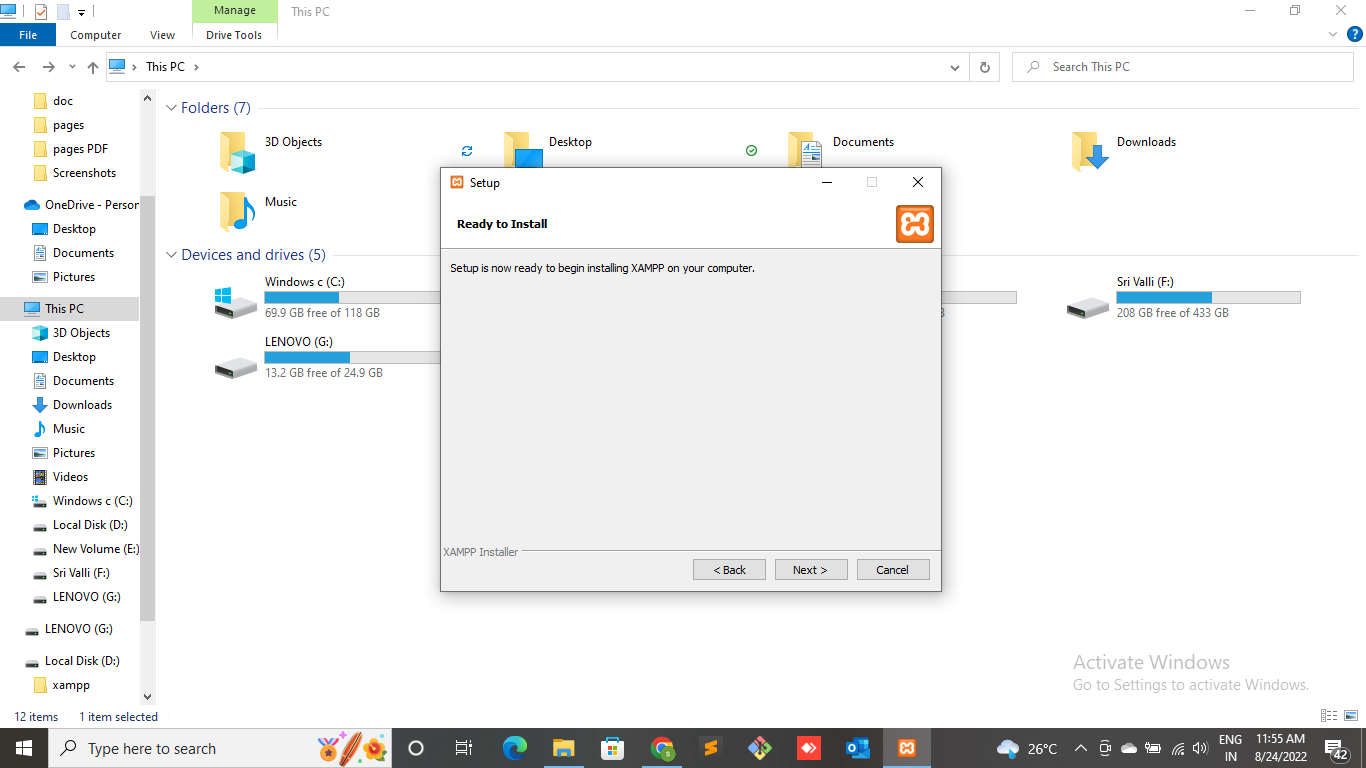 Manage
This PC
File
Computer
View
Drive Tools
?
This PC
Search This PC
doc
pages
pages PDF
Screenshots
OneDrive - Person
Desktop
Documents
Pictures
This PC
3D Objects
Desktop
Documents
Downloads
Music
Pictures
Videos
Windows c (C:)
Local Disk (D:)
New Volume (E:)
Sri Valli (F:)
LENOVO (G:)
LENOVO (G:)
Local Disk (D:)
xampp
Folders (7)
3D Objects
Desktop
Documents
Downloads
Music
Devices and drives (5)
Windows c (C:)
69.9 GB free of 118 GB
Sri Valli (F:)
208 GB free of 433 GB
LENOVO (G:)
13.2 GB free of 24.9 GB
Setup
Ready to Install
Setup is now ready to begin installing XAMPP on your computer.
XAMPP Installer
< Back
Next >
Cancel
Activate Windows
Go to Settings to activate Windows.
12 items
1 item selected
Type here to search
26°C
ENG
IN
11:55 AM
8/24/2022
42